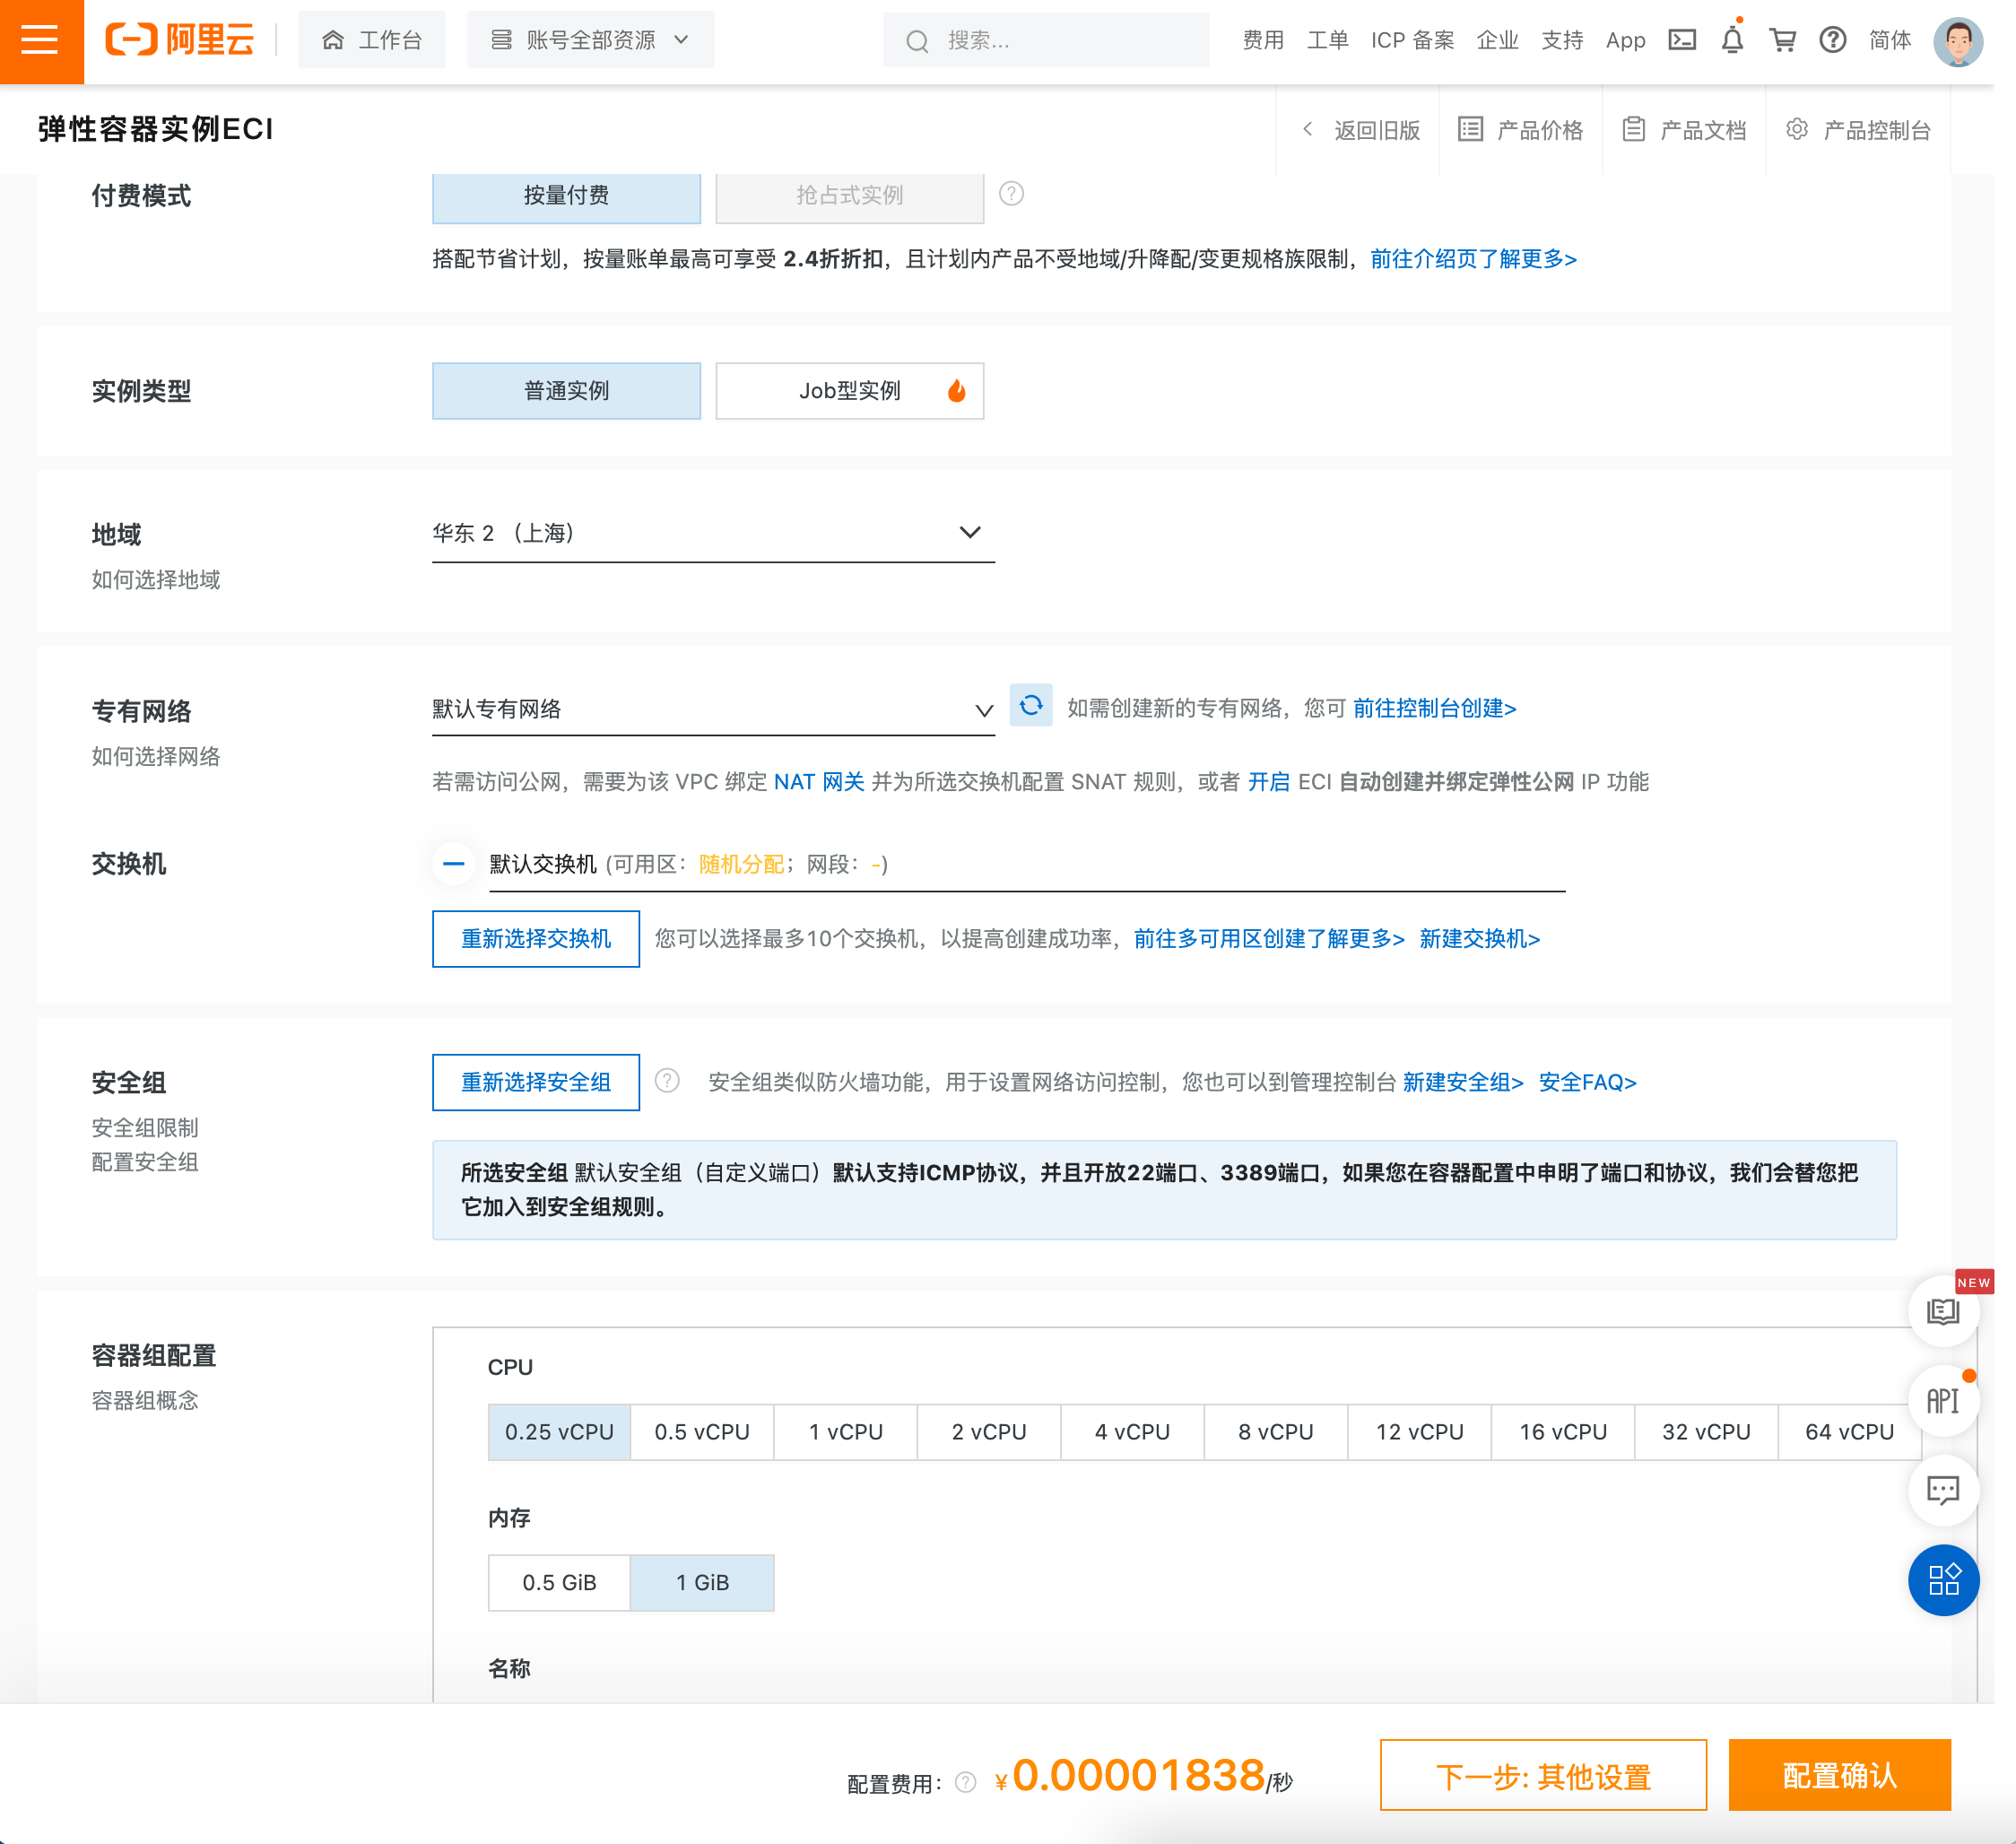 阿里云
工作台
账号全部资源
搜索...
费用 工单 ICP 备案 企业 支持 App 简体
弹性容器实例ECI
返回旧版
产品价格
产品文档
产品控制台
付费模式
按量付费
抢占式实例
搭配节省计划，按量账单最高可享受 2.4折折扣，且计划内产品不受地域/升降配/变更规格族限制，前往介绍页了解更多>
实例类型
普通实例
Job型实例
地域
如何选择地域
华东 2 （上海）
专有网络
如何选择网络
默认专有网络
如需创建新的专有网络，您可 前往控制台创建>
若需访问公网，需要为该 VPC 绑定 NAT 网关 并为所选交换机配置 SNAT 规则，或者 开启 ECI 自动创建并绑定弹性公网 IP 功能
交换机
默认交换机 (可用区：随机分配；网段：-)
重新选择交换机
您可以选择最多10个交换机，以提高创建成功率，前往多可用区创建了解更多> 新建交换机>
安全组
安全组限制
配置安全组
重新选择安全组
安全组类似防火墙功能，用于设置网络访问控制，您也可以到管理控制台 新建安全组> 安全FAQ>
所选安全组 默认安全组（自定义端口）默认支持ICMP协议，并且开放22端口、3389端口，如果您在容器配置中申明了端口和协议，我们会替您把
它加入到安全组规则。
NEW
API
容器组配置
容器组概念
CPU
0.25 vCPU 0.5 vCPU 1 vCPU 2 vCPU 4 vCPU 8 vCPU 12 vCPU 16 vCPU 32 vCPU 64 vCPU
内存
0.5 GiB 1 GiB
名称
配置费用： ¥0.00001838/秒
下一步: 其他设置
配置确认